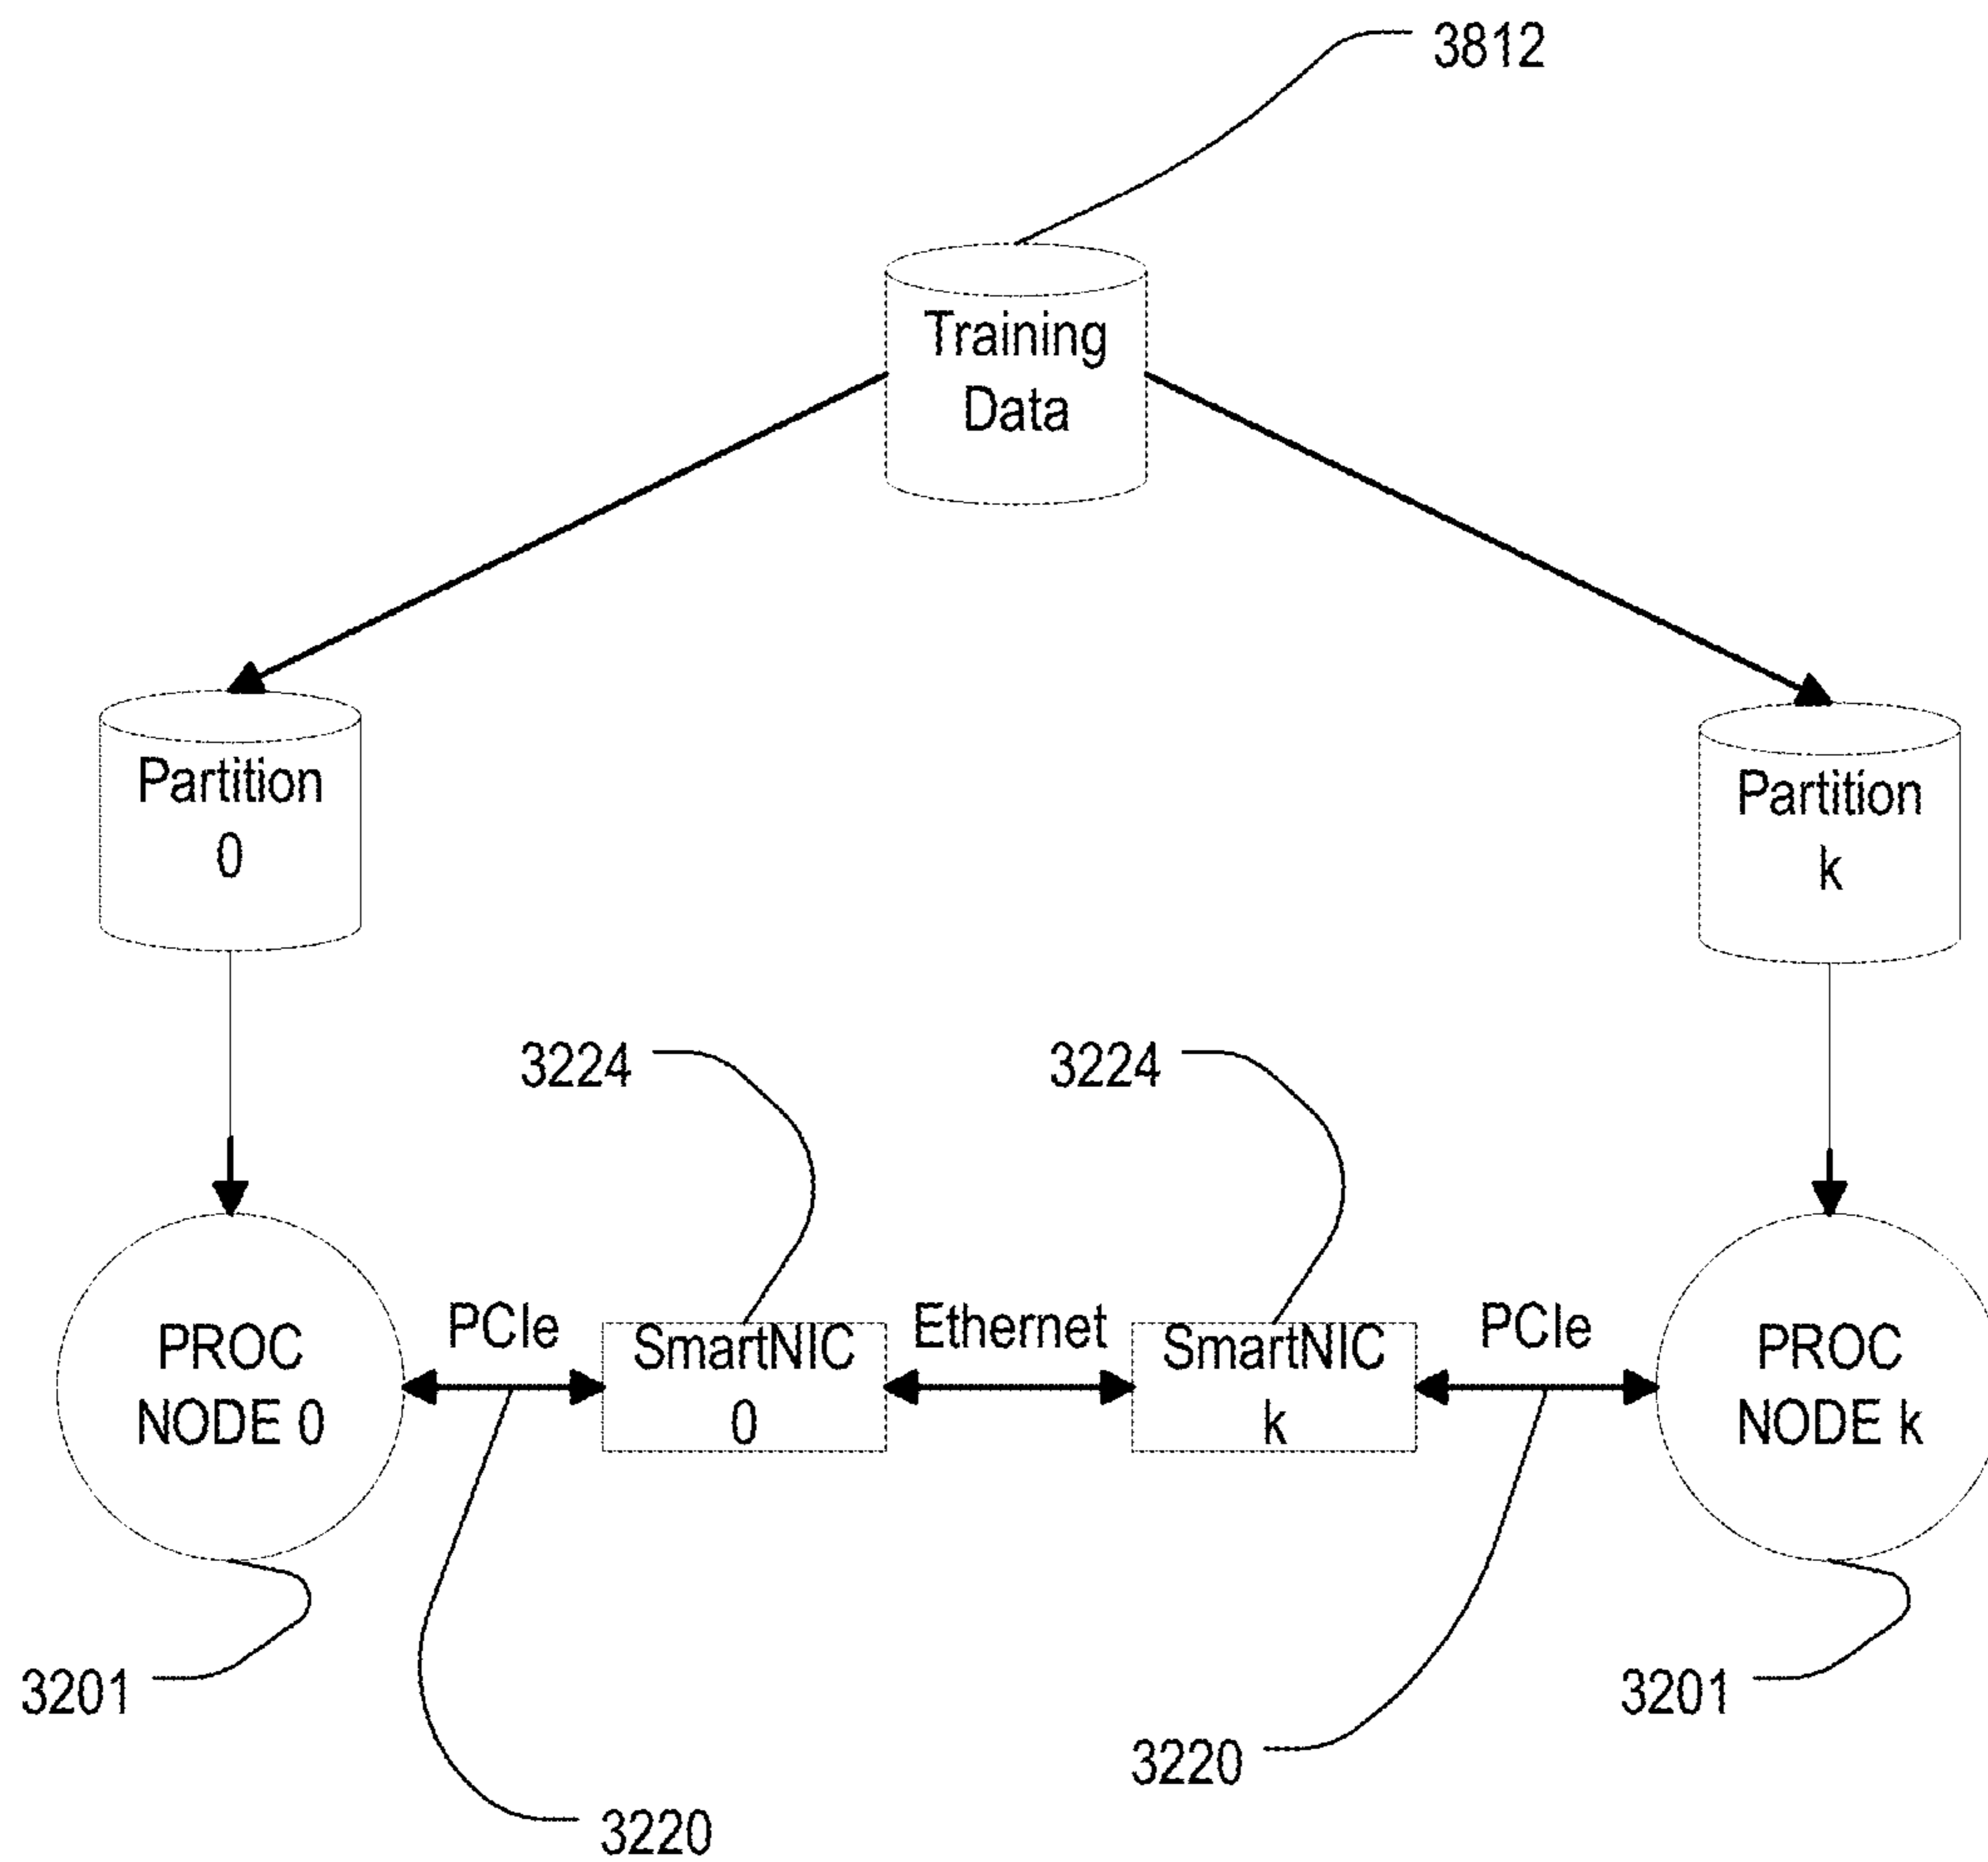 3812
Training
Data
Partition
0
Partition
k
3224
3224
PROC
NODE 0
PCIe
SmartNIC
0
Ethernet
SmartNIC
k
PCIe
PROC
NODE k
3201
3220
3220
3201